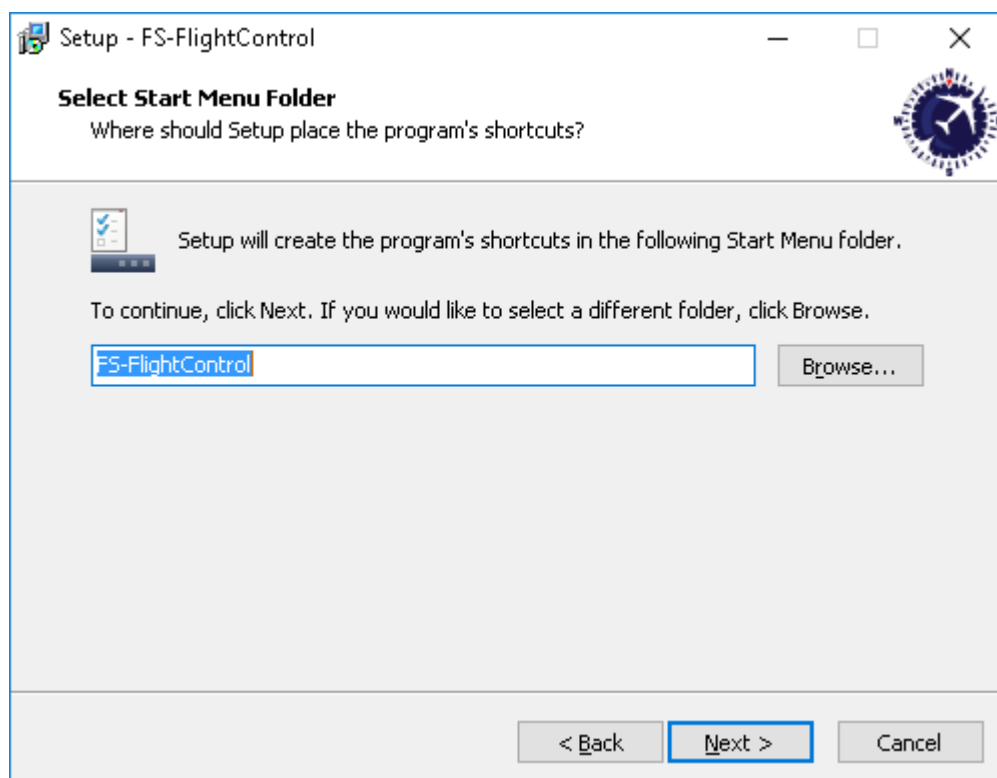 Setup - FS-FlightControl
Select Start Menu Folder
Where should Setup place the program's shortcuts?
Setup will create the program's shortcuts in the following Start Menu folder.
To continue, click Next. If you would like to select a different folder, click Browse.
FS-FlightControl
Browse...
< Back
Next >
Cancel